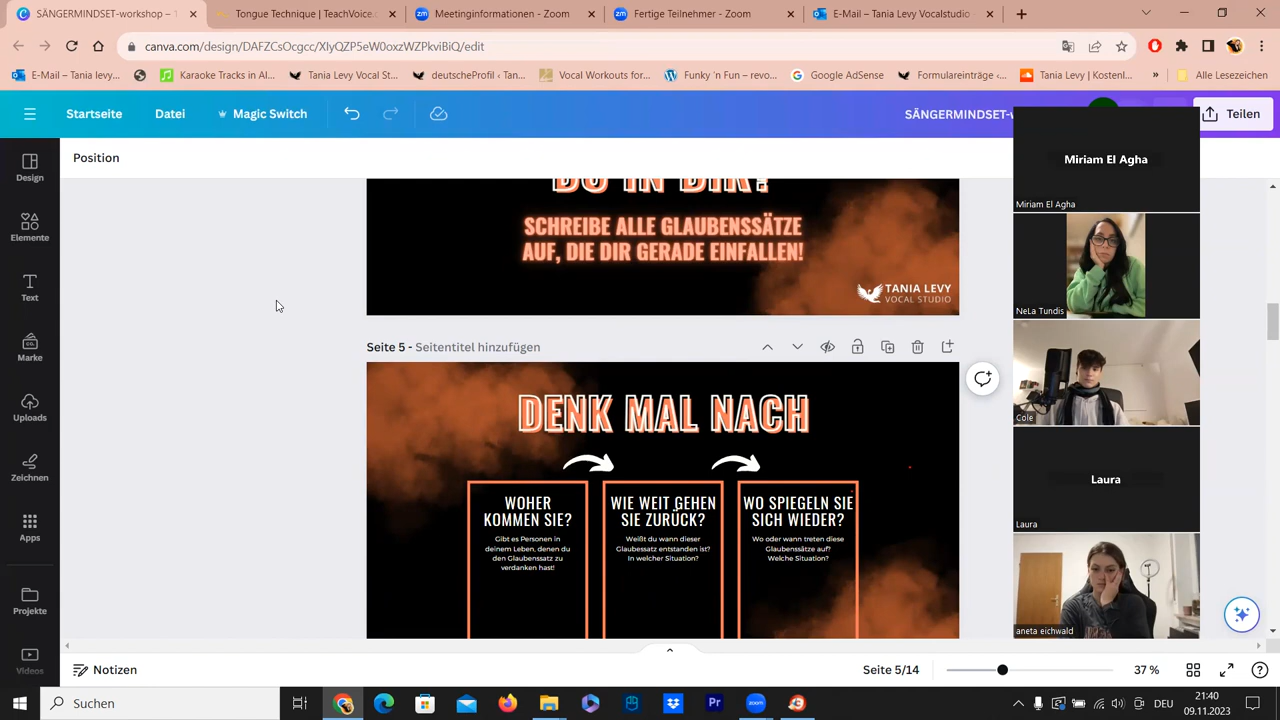 SÄNGERMINDSET-workshop –
Tongue Technique | TeachVoice.
Meetinginformationen - Zoom
Fertige Teilnehmer - Zoom
E-Mail – Tania Levy Vocalstudio
canva.com/design/DAFZCsOcgcc/XIyQZP5eW0oxzWZPkviBiQ/edit
E-Mail – Tania levy...
Karaoke Tracks in Al...
Tania Levy Vocal St...
deutscheProfil ‹ Tan...
Vocal Workouts for...
Funky 'n Fun – revo...
Google AdSense
Formulareinträge ‹...
Tania Levy | Kostenl...
»
Alle Lesezeichen
Startseite
Datei
Magic Switch
SÄNGERMINDSET-w
Teilen
Position
Design
Elemente
Text
Marke
Uploads
Zeichnen
Apps
Projekte
Videos
DU IN DIR?
SCHREIBE ALLE GLAUBENSSÄTZE
AUF, DIE DIR GERADE EINFALLEN!
TANIA LEVY
VOCAL STUDIO
Seite 5 - Seitentitel hinzufügen
DENK MAL NACH
WOHER
KOMMEN SIE?
Gibt es Personen in
deinem Leben, denen du
den Glaubenssatz zu
verdanken hast!
WIE WEIT GEHEN
SIE ZURÜCK?
Weißt du wann dieser
Glaubessatz entstanden ist?
In welcher Situation?
WO SPIEGELN SIE
SICH WIEDER?
Wo oder wann treten diese
Glaubenssätze auf?
Welche Situation?
Miriam El Agha
Miriam El Agha
NeLa Tundis
Cole
Laura
Laura
aneta eichwald
Notizen
Seite 5/14
37 %
Suchen
DEU
21:40
09.11.2023